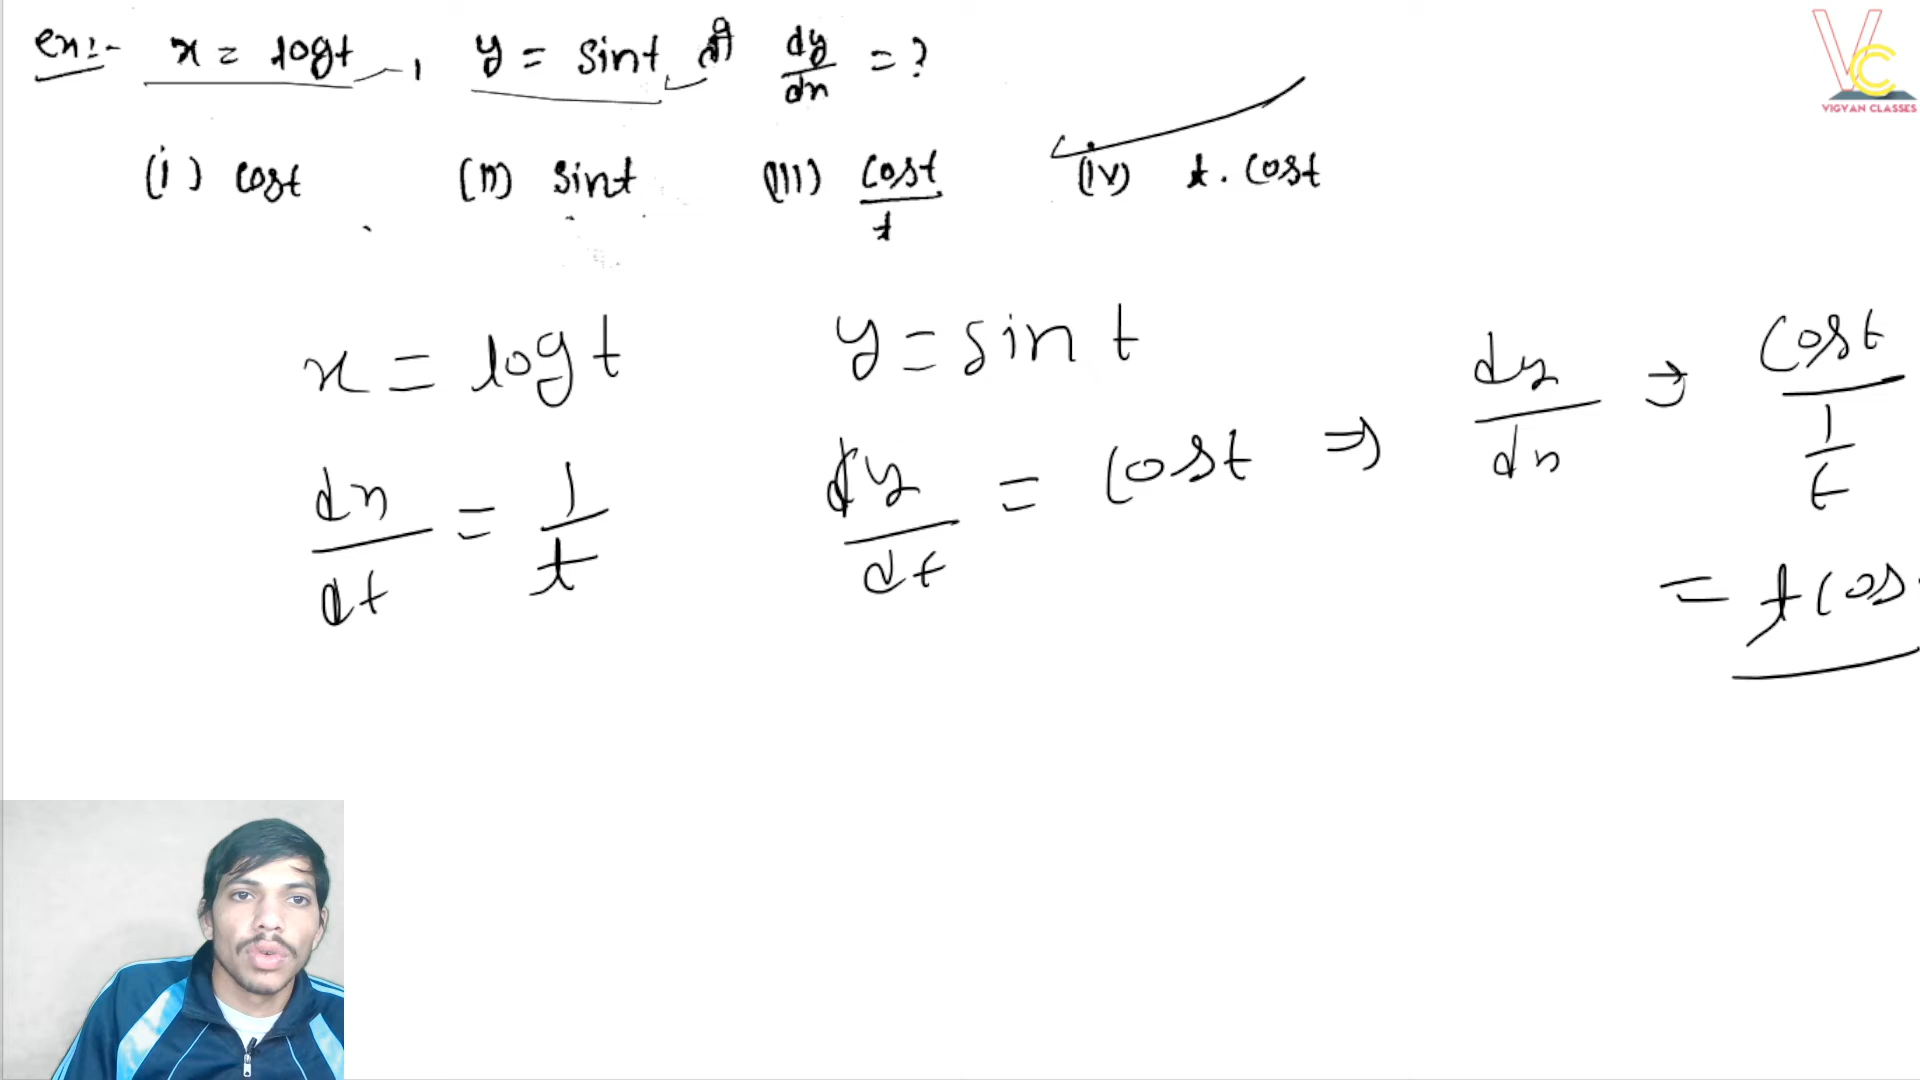 ex:- x = logt, y = sint तो dy/dx = ?
(i) cost (ii) sint (iii) cost/t (iv) t. cost
x = log t y = sin t dy/dx ⇒ cost/(1/t)
dx/dt = 1/t dy/dt = cost ⇒
= t cos
VC
VIGYAN CLASSES